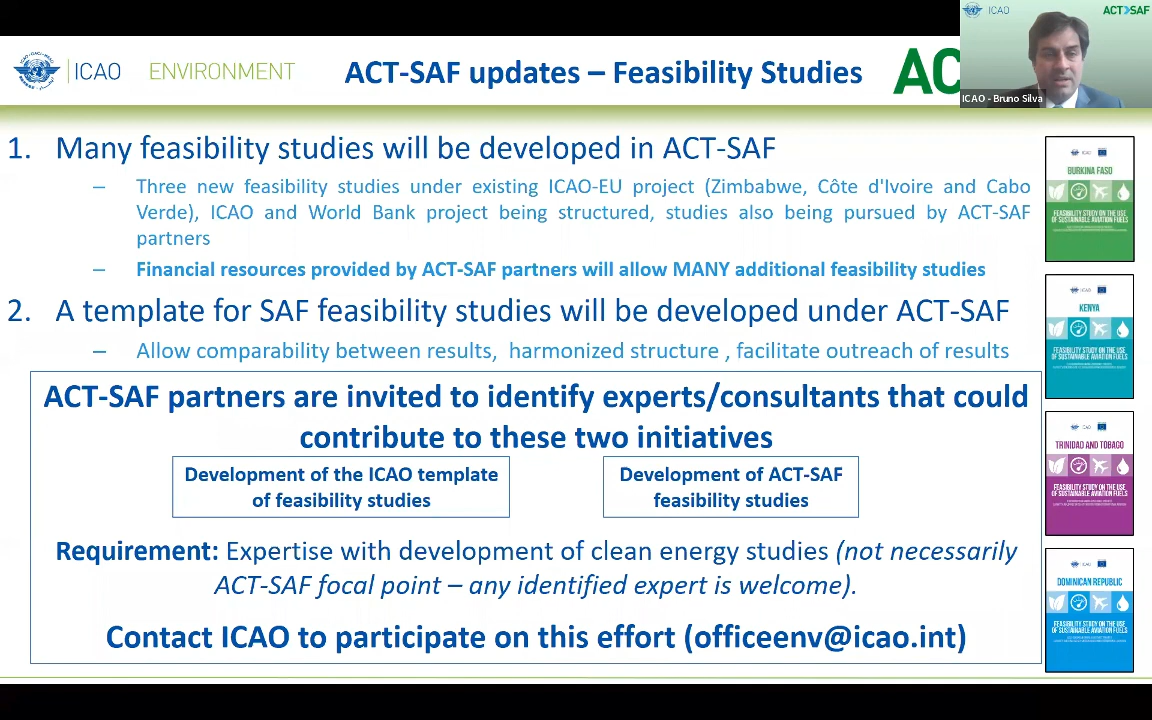 ICAO
ENVIRONMENT
ACT-SAF updates – Feasibility Studies
AC
ICAO
ACT SAF
ICAO - Bruno Silva
1. Many feasibility studies will be developed in ACT-SAF
– Three new feasibility studies under existing ICAO-EU project (Zimbabwe, Côte d'Ivoire and Cabo
Verde), ICAO and World Bank project being structured, studies also being pursued by ACT-SAF
partners
– Financial resources provided by ACT-SAF partners will allow MANY additional feasibility studies
2. A template for SAF feasibility studies will be developed under ACT-SAF
– Allow comparability between results, harmonized structure , facilitate outreach of results
ACT-SAF partners are invited to identify experts/consultants that could
contribute to these two initiatives
Development of the ICAO template
of feasibility studies
Development of ACT-SAF
feasibility studies
Requirement: Expertise with development of clean energy studies (not necessarily
ACT-SAF focal point – any identified expert is welcome).
Contact ICAO to participate on this effort (officeenv@icao.int)
BURKINA FASO
FEASIBILITY STUDY ON THE USE
OF SUSTAINABLE AVIATION FUELS
KENYA
FEASIBILITY STUDY ON THE USE
OF SUSTAINABLE AVIATION FUELS
TRINIDAD AND TOBAGO
FEASIBILITY STUDY ON THE USE
OF SUSTAINABLE AVIATION FUELS
DOMINICAN REPUBLIC
FEASIBILITY STUDY ON THE USE
OF SUSTAINABLE AVIATION FUELS